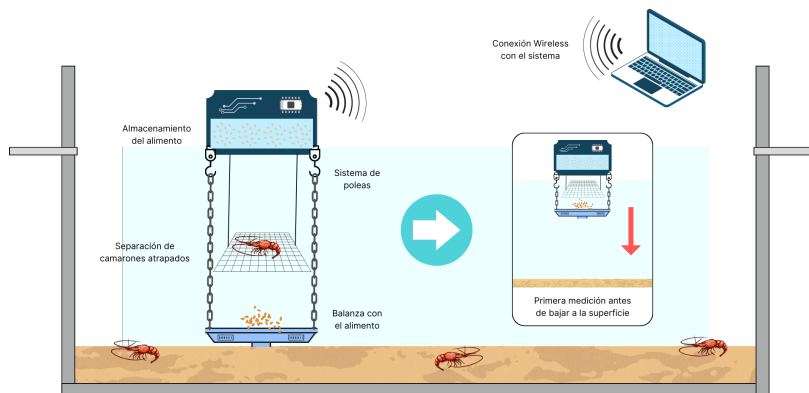 Conexión Wireless
con el sistema
Almacenamiento
del alimento
Sistema de
poleas
Separación de
camarones atrapados
Balanza con
el alimento
Primera medición antes
de bajar a la superficie